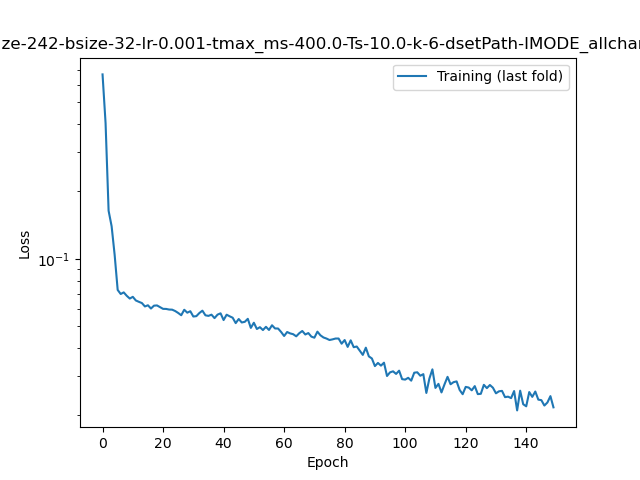 ze-242-bsize-32-lr-0.001-tmax_ms-400.0-Ts-10.0-k-6-dsetPath-IMODE_allchar
Training (last fold)
Loss
10⁻¹
0 20 40 60 80 100 120 140
Epoch